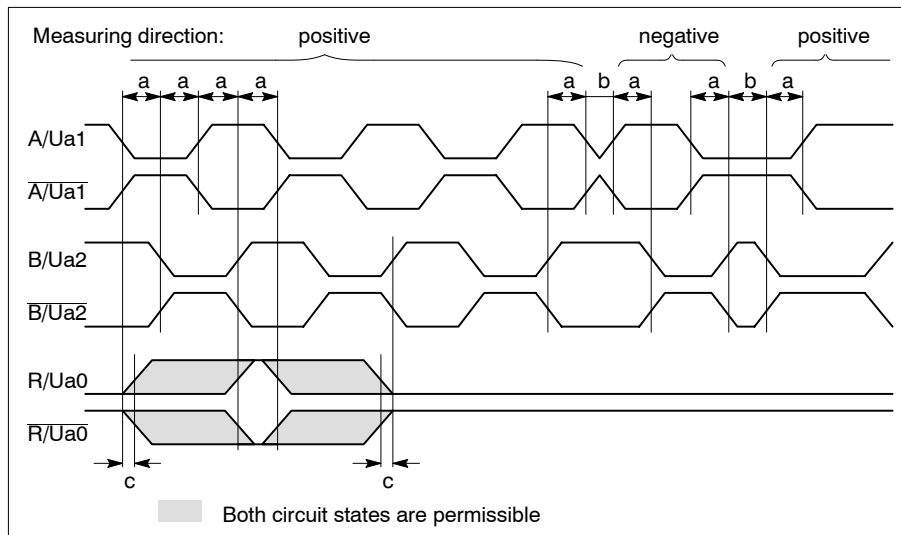 Measuring direction: positive negative positive
a a a a a b a a b a
A/Ua1
A/Ua1
B/Ua2
B/Ua2
R/Ua0
R/Ua0
c c
Both circuit states are permissible